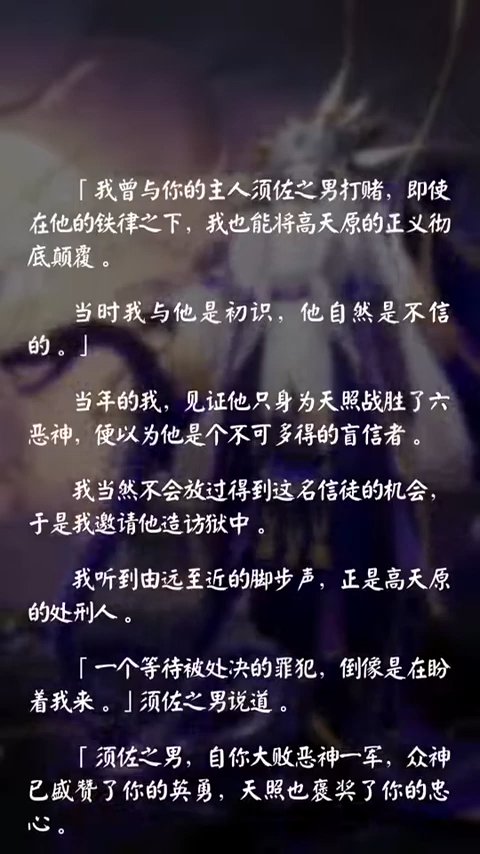 「我曾与你的主人须佐之男打赌，即使
在他的铁律之下，我也能将高天原的正义彻
底颠覆。
当时我与他是初识，他自然是不信
的。」
当年的我，见证他只身为天照战胜了六
恶神，便以为他是个不可多得的盲信者。
我当然不会放过得到这名信徒的机会，
于是我邀请他造访狱中。
我听到由远至近的脚步声，正是高天原
的处刑人。
「一个等待被处决的罪犯，倒像是在盼
着我来。」须佐之男说道。
「须佐之男，自你大败恶神一军，众神
已盛赞了你的英勇，天照也褒奖了你的忠
心。